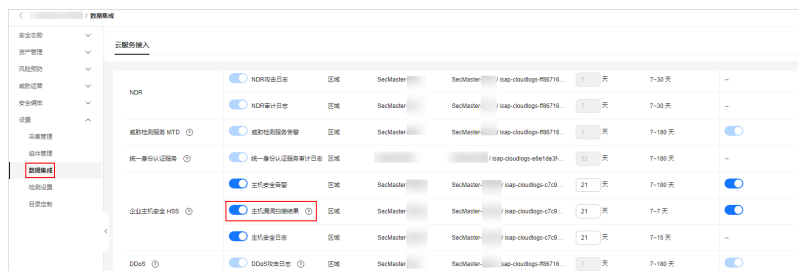 / 数据集成
安全态势
资产管理
风险预防
威胁运营
安全编排
设置
采集管理
组件管理
数据集成
检测设置
目录定制
云服务接入
NDR
NDR攻击日志 区域 SecMaster- SecMaster- / isap-cloudlogs-ff86716... 7 天 7~30 天 --
NDR审计日志 区域 SecMaster- SecMaster- / isap-cloudlogs-ff86716... 7 天 7~30 天 --
威胁检测服务 MTD 威胁检测服务告警 区域 SecMaster- SecMaster- / isap-cloudlogs-ff86716... 7 天 7~180 天
统一身份认证服务 统一身份认证服务审计日志 区域 / isap-cloudlogs-e6e1de3f-... 22 天 7~180 天 --
企业主机安全 HSS
主机安全告警 区域 SecMaster- SecMaster- / isap-cloudlogs-c7c9... 21 天 7~180 天
主机漏洞扫描结果 区域 SecMaster- SecMaster- / isap-cloudlogs-c7c9... 21 天 7~7 天
主机安全日志 区域 SecMaster- SecMaster- / isap-cloudlogs-c7c9... 21 天 7~15 天 --
DDoS DDoS攻击日志 区域 SecMaster- SecMaster- sap-cloudlogs-ff86716... 7 天 7~180 天